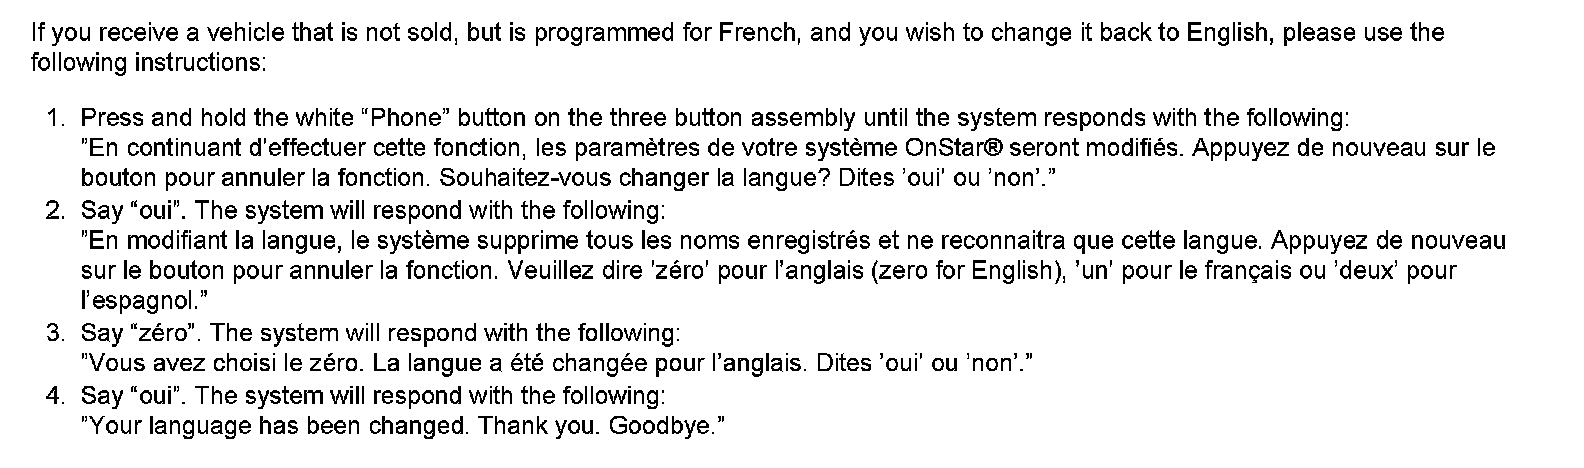 If you receive a vehicle that is not sold, but is programmed for French, and you wish to change it back to English, please use the
following instructions:
1. Press and hold the white “Phone” button on the three button assembly until the system responds with the following:
”En continuant d’effectuer cette fonction, les paramètres de votre système OnStar® seront modifiés. Appuyez de nouveau sur le
bouton pour annuler la fonction. Souhaitez-vous changer la langue? Dites ’oui’ ou ’non’.”
2. Say “oui”. The system will respond with the following:
”En modifiant la langue, le système supprime tous les noms enregistrés et ne reconnaitra que cette langue. Appuyez de nouveau
sur le bouton pour annuler la fonction. Veuillez dire ’zéro’ pour l’anglais (zero for English), ’un’ pour le français ou ’deux’ pour
l’espagnol.”
3. Say “zéro”. The system will respond with the following:
”Vous avez choisi le zéro. La langue a été changée pour l’anglais. Dites ’oui’ ou ’non’.”
4. Say “oui”. The system will respond with the following:
”Your language has been changed. Thank you. Goodbye.”